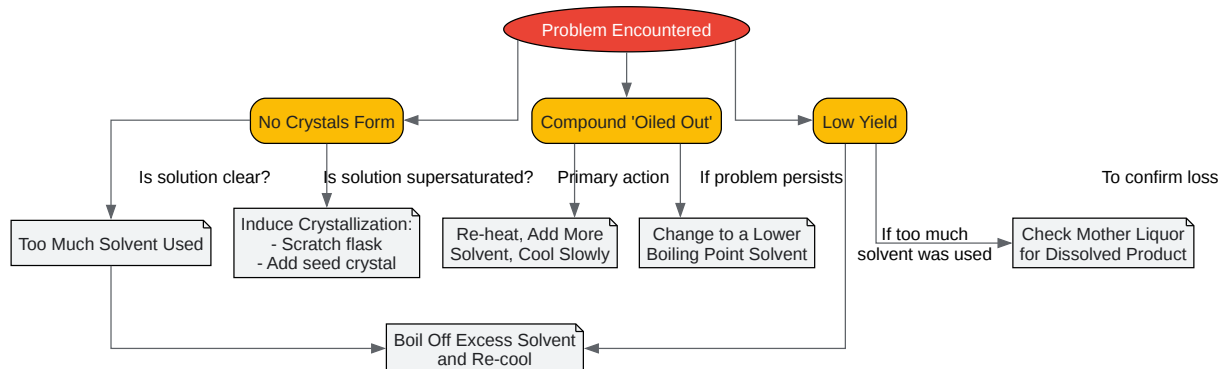 Problem Encountered
No Crystals Form
Compound 'Oiled Out'
Low Yield
Is solution clear?
Is solution supersaturated?
Primary action
If problem persists
To confirm loss
Too Much Solvent Used
Induce Crystallization:
- Scratch flask
- Add seed crystal
Re-heat, Add More
Solvent, Cool Slowly
Change to a Lower
Boiling Point Solvent
If too much
solvent was used
Check Mother Liquor
for Dissolved Product
Boil Off Excess Solvent
and Re-cool